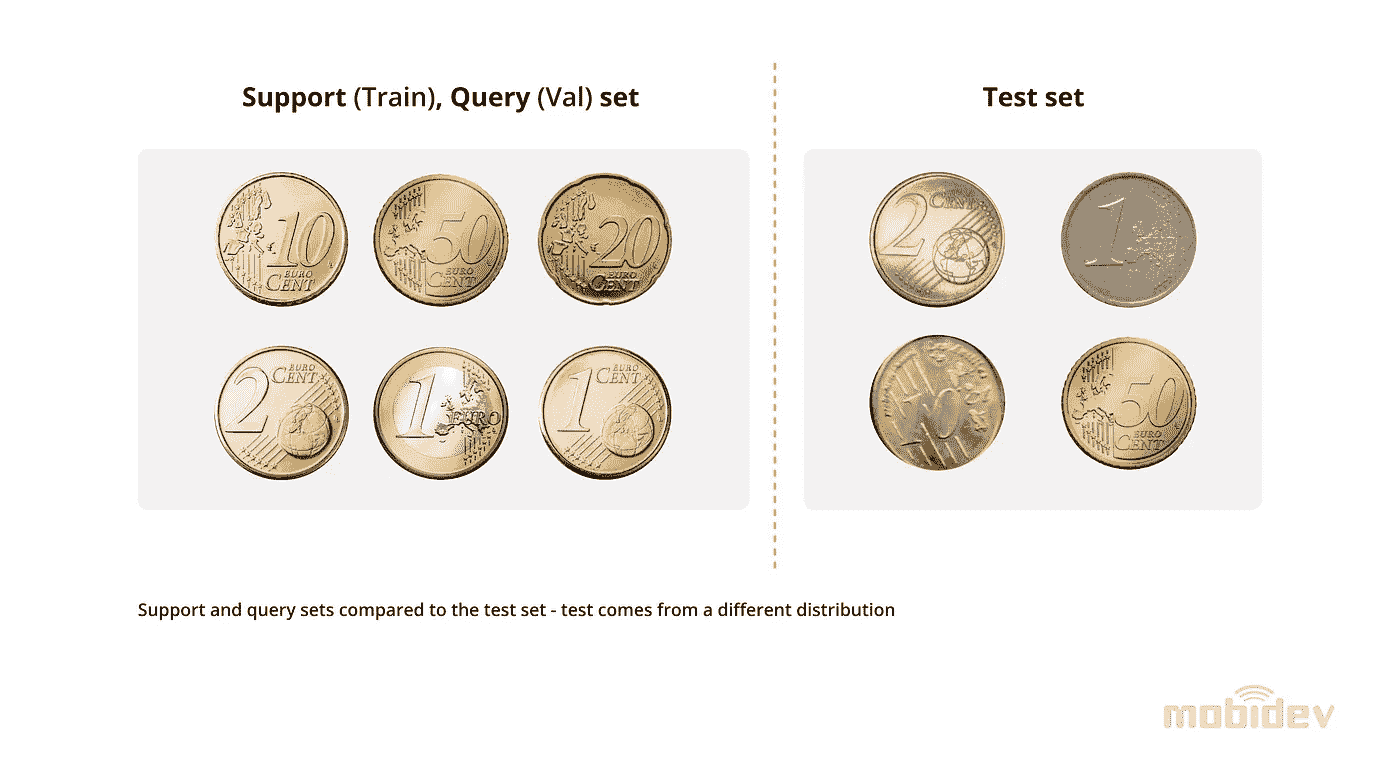 Support (Train), Query (Val) set
Test set
10
EURO
CENT
50
EURO
CENT
20
EURO
CENT
2
EURO
CENT
1
EURO
1
EURO
CENT
2
CENT
1
10
50
EURO
CENT
Support and query sets compared to the test set - test comes from a different distribution
mobidev